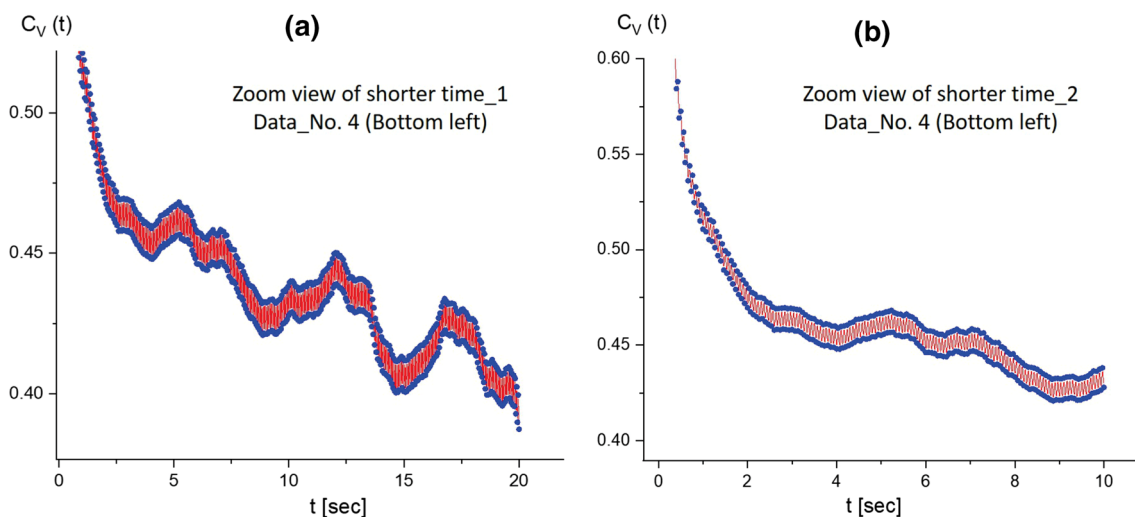 C_V (t)
(a)
Zoom view of shorter time_1
Data_No. 4 (Bottom left)
0.50
0.45
0.40
0
5
10
15
20
t [sec]
C_V (t)
(b)
0.60
Zoom view of shorter time_2
Data_No. 4 (Bottom left)
0.55
0.50
0.45
0.40
0
2
4
6
8
10
t [sec]